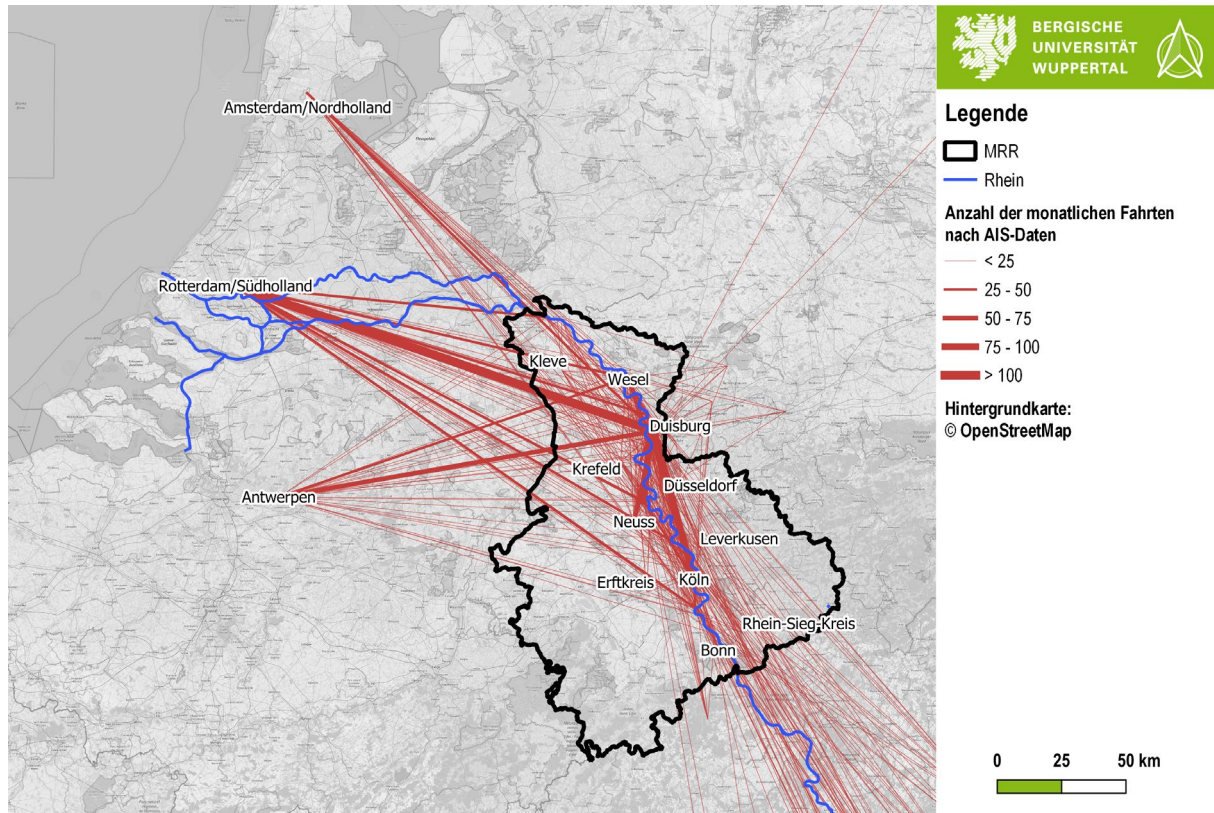 BERGISCHE
UNIVERSITÄT
WUPPERTAL
Legende
MRR
Rhein
Anzahl der monatlichen Fahrten
nach AIS-Daten
< 25
25 - 50
50 - 75
75 - 100
> 100
Hintergrundkarte:
© OpenStreetMap
0 25 50 km
Amsterdam/Nordholland
Rotterdam/Südholland
Kleve
Wesel
Duisburg
Krefeld
Düsseldorf
Antwerpen
Neuss
Leverkusen
Erftkreis
Köln
Rhein-Sieg-Kreis
Bonn